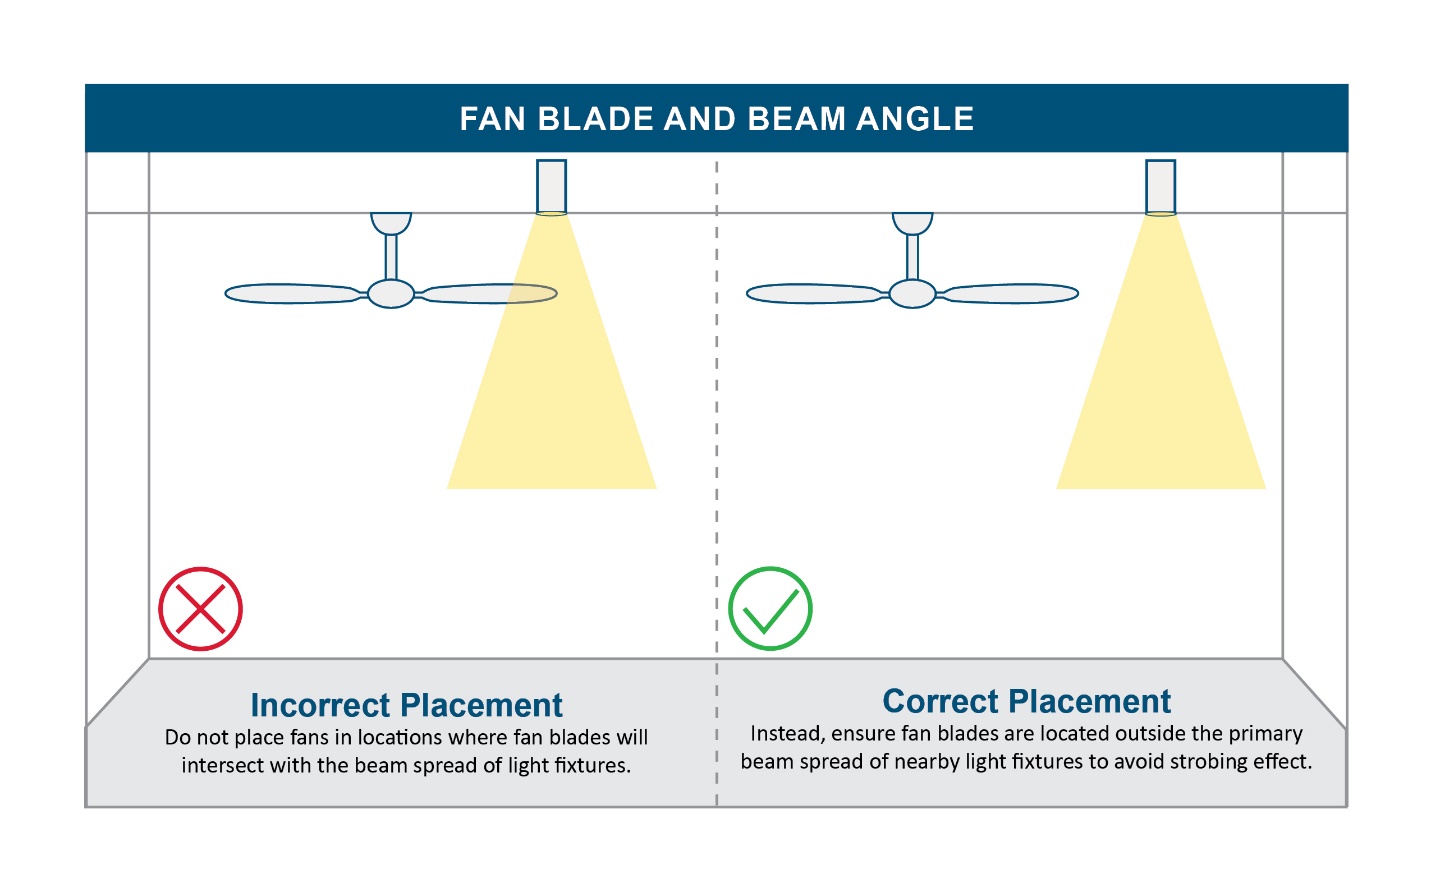 FAN BLADE AND BEAM ANGLE
Incorrect Placement
Do not place fans in locations where fan blades will
intersect with the beam spread of light fixtures.
Correct Placement
Instead, ensure fan blades are located outside the primary
beam spread of nearby light fixtures to avoid strobing effect.